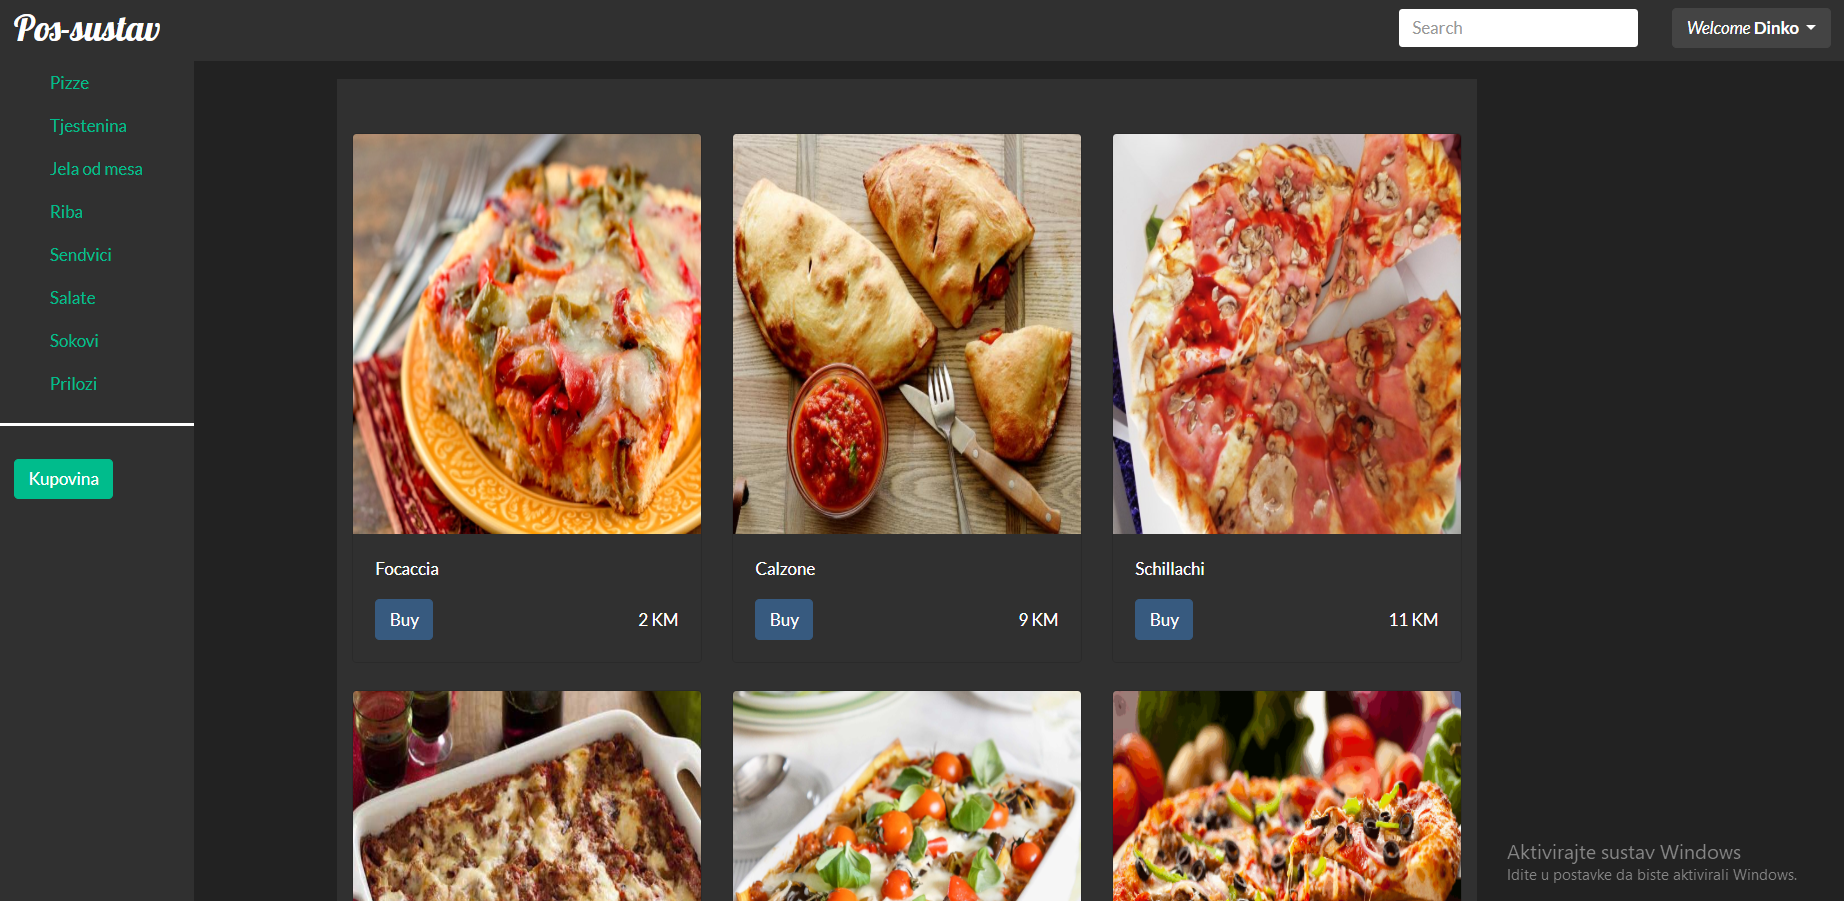 Pos-sustav
Search
Welcome Dinko
Pizze
Tjestenina
Jela od mesa
Riba
Sendvici
Salate
Sokovi
Prilozi
Kupovina
Focaccia
Buy
2 KM
Calzone
Buy
9 KM
Schillachi
Buy
11 KM
Aktivirajte sustav Windows
Idite u postavke da biste aktivirali Windows.